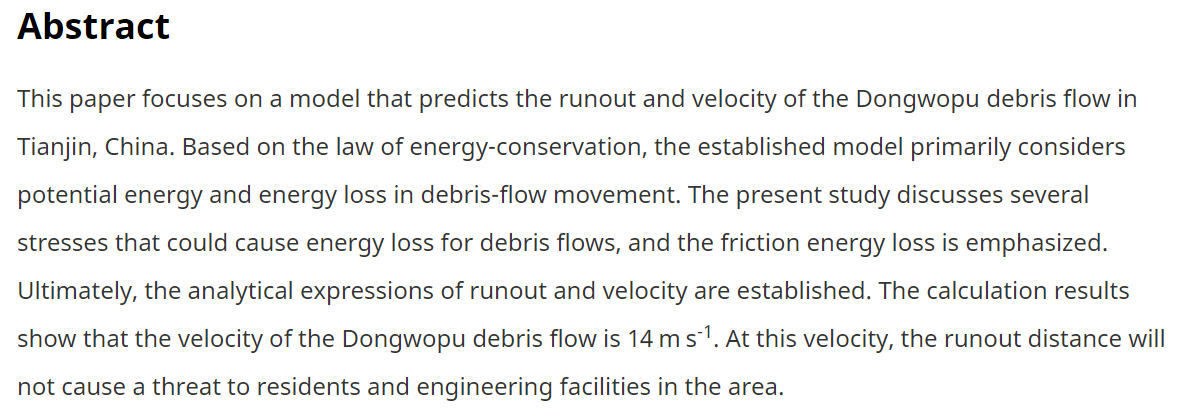 Abstract
This paper focuses on a model that predicts the runout and velocity of the Dongwopu debris flow in
Tianjin, China. Based on the law of energy-conservation, the established model primarily considers
potential energy and energy loss in debris-flow movement. The present study discusses several
stresses that could cause energy loss for debris flows, and the friction energy loss is emphasized.
Ultimately, the analytical expressions of runout and velocity are established. The calculation results
show that the velocity of the Dongwopu debris flow is 14 m s⁻¹. At this velocity, the runout distance will
not cause a threat to residents and engineering facilities in the area.